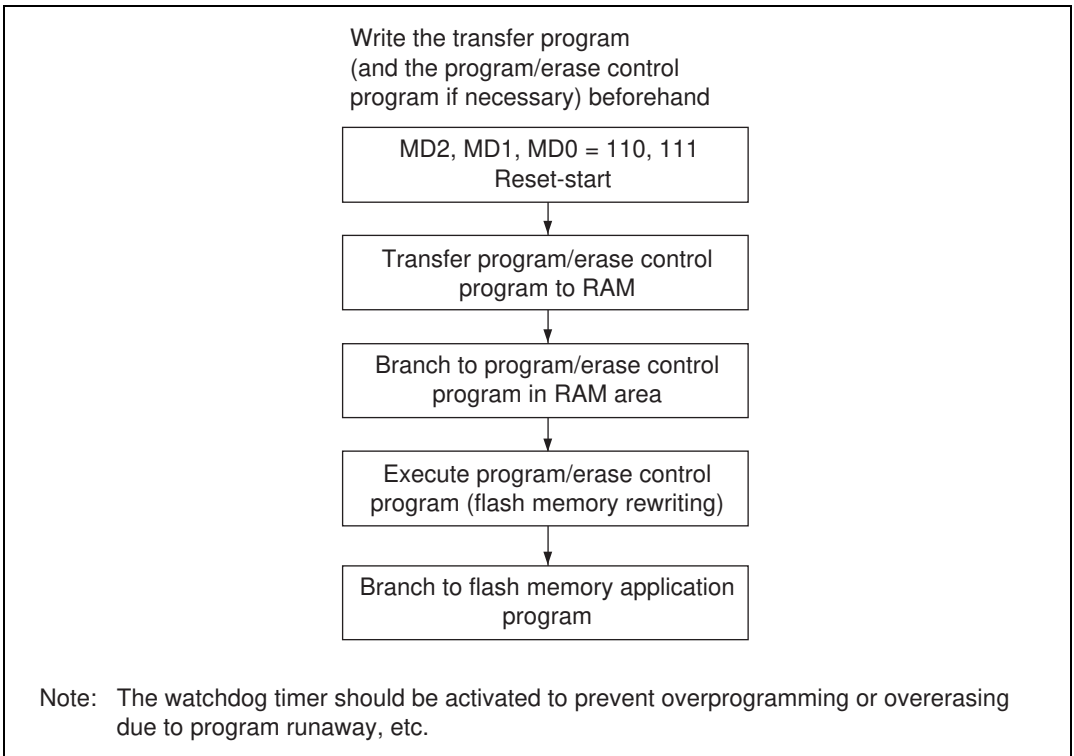 Write the transfer program
(and the program/erase control
program if necessary) beforehand
MD2, MD1, MD0 = 110, 111
Reset-start
Transfer program/erase control
program to RAM
Branch to program/erase control
program in RAM area
Execute program/erase control
program (flash memory rewriting)
Branch to flash memory application
program
Note: The watchdog timer should be activated to prevent overprogramming or overerasing
due to program runaway, etc.